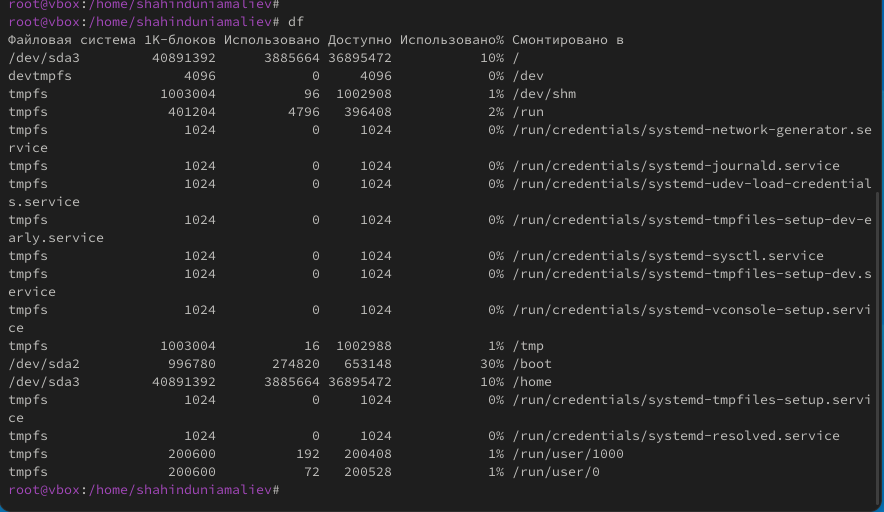 root@vbox:/home/shahinduniamaliev#
root@vbox:/home/shahinduniamaliev# df
Файловая система 1K-блоков Использовано Доступно Использовано% Смонтировано в
/dev/sda3         40891392      3885664 36895472           10% /
devtmpfs              4096            0     4096            0% /dev
tmpfs              1003004           96  1002908            1% /dev/shm
tmpfs               401204         4796   396408            2% /run
tmpfs                 1024            0     1024            0% /run/credentials/systemd-network-generator.se
rvice
tmpfs                 1024            0     1024            0% /run/credentials/systemd-journald.service
tmpfs                 1024            0     1024            0% /run/credentials/systemd-udev-load-credential
s.service
tmpfs                 1024            0     1024            0% /run/credentials/systemd-tmpfiles-setup-dev-e
arly.service
tmpfs                 1024            0     1024            0% /run/credentials/systemd-sysctl.service
tmpfs                 1024            0     1024            0% /run/credentials/systemd-tmpfiles-setup-dev.s
ervice
tmpfs                 1024            0     1024            0% /run/credentials/systemd-vconsole-setup.servi
ce
tmpfs              1003004           16  1002988            1% /tmp
/dev/sda2           996780       274820   653148           30% /boot
/dev/sda3         40891392      3885664 36895472           10% /home
tmpfs                 1024            0     1024            0% /run/credentials/systemd-tmpfiles-setup.servi
ce
tmpfs                 1024            0     1024            0% /run/credentials/systemd-resolved.service
tmpfs               200600          192   200408            1% /run/user/1000
tmpfs               200600           72   200528            1% /run/user/0
root@vbox:/home/shahinduniamaliev#